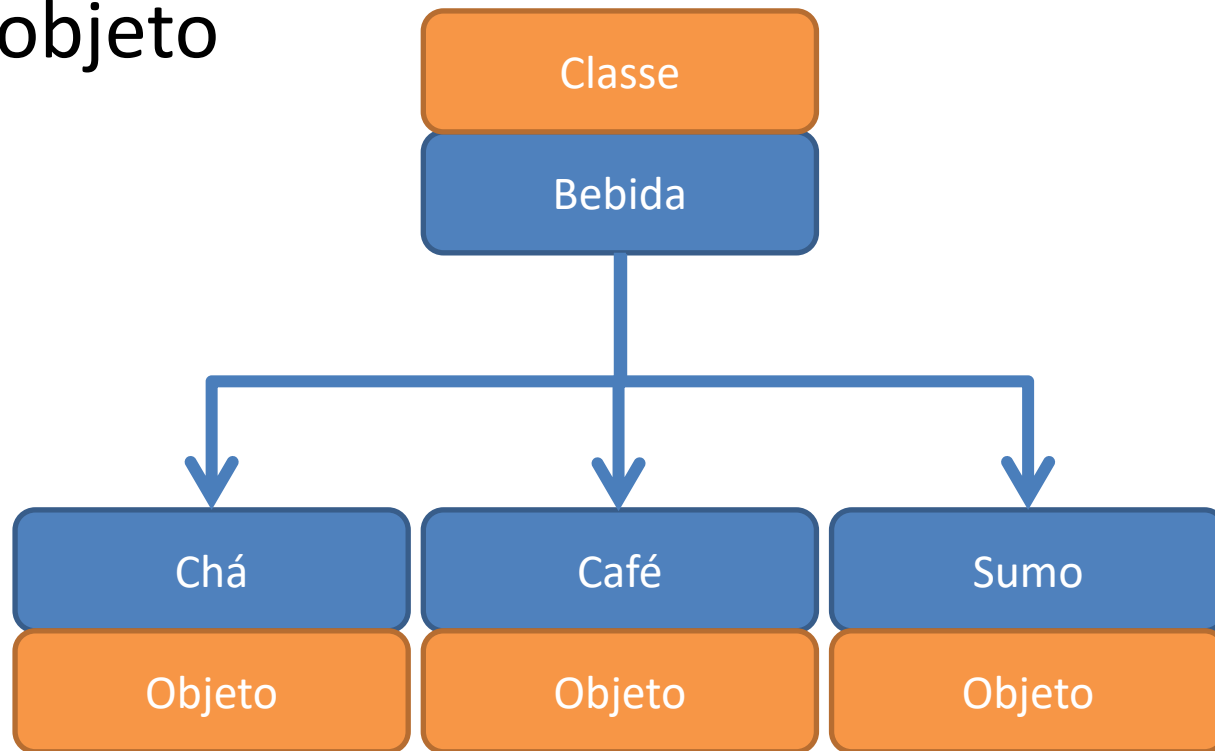 objeto
Classe
Bebida
Chá
Café
Sumo
Objeto
Objeto
Objeto